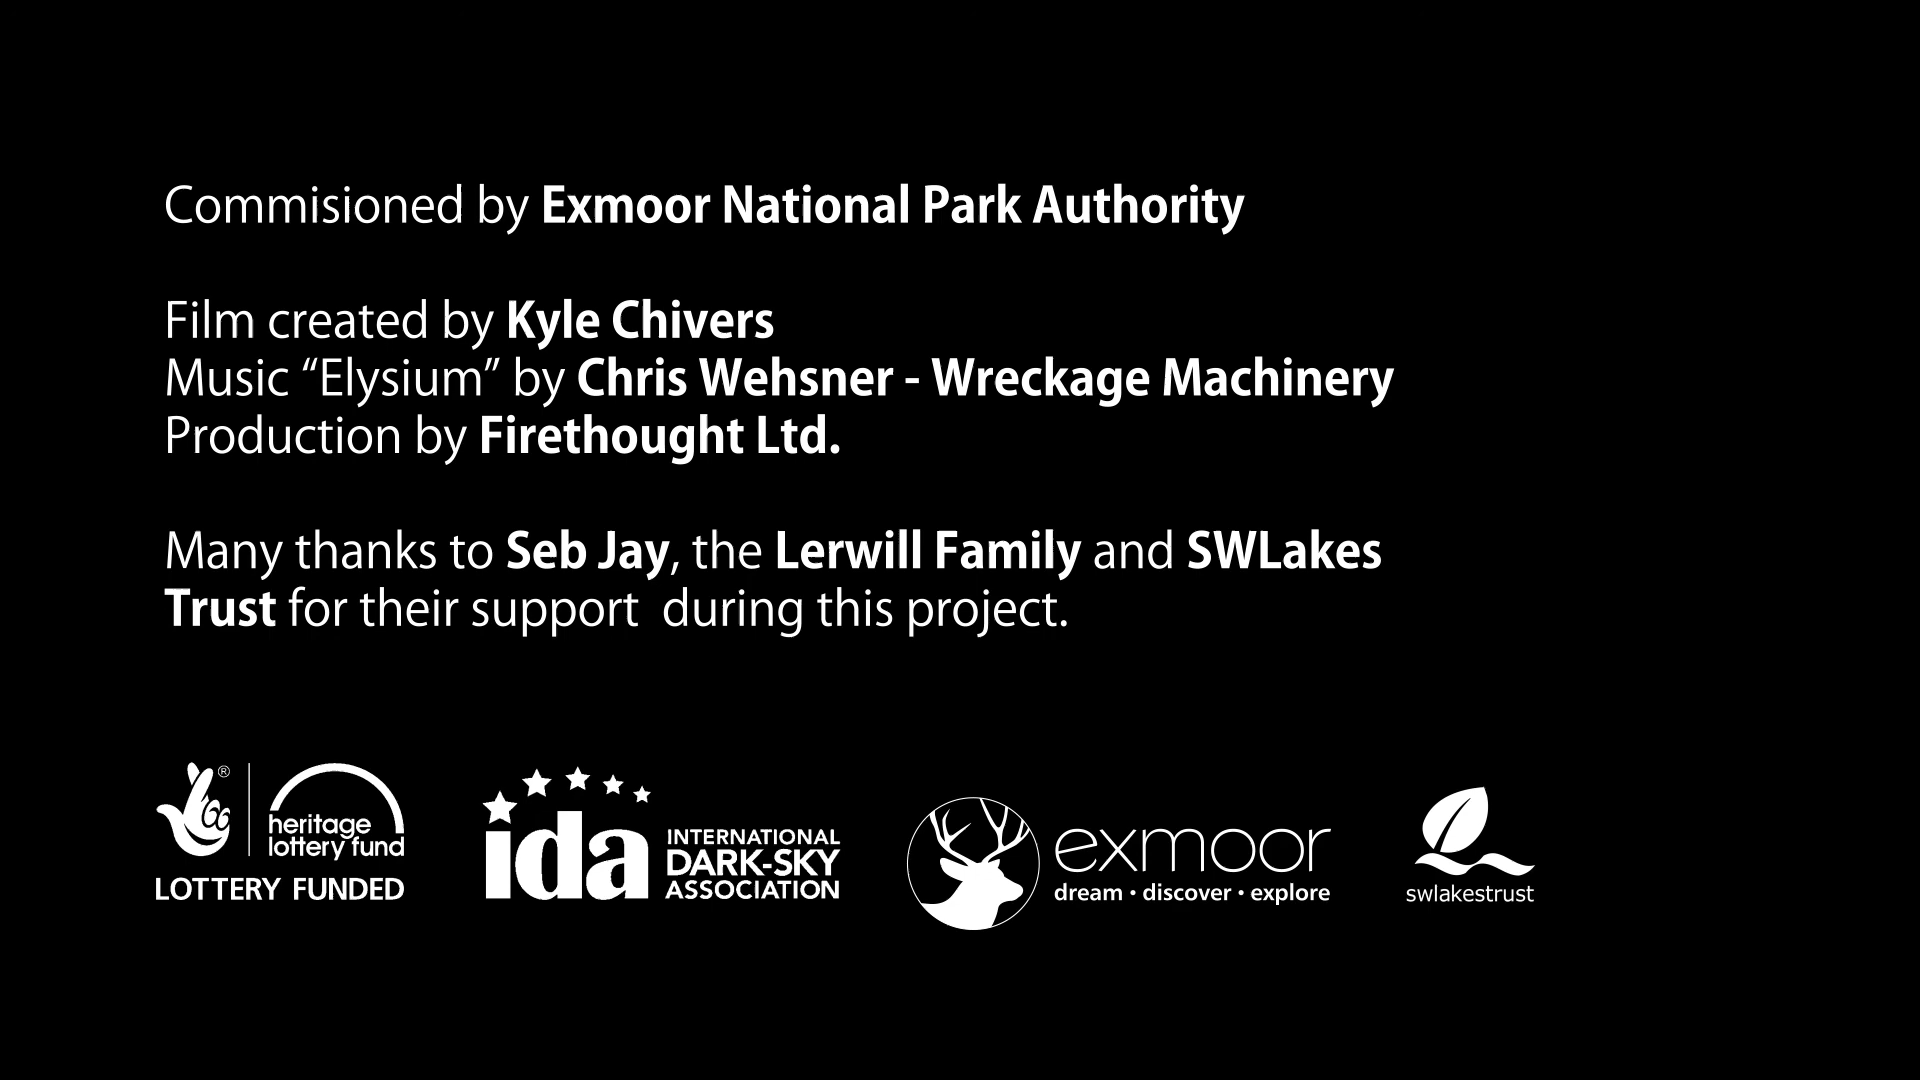 Commisioned by Exmoor National Park Authority
Film created by Kyle Chivers
Music “Elysium” by Chris Wehsner - Wreckage Machinery
Production by Firethought Ltd.
Many thanks to Seb Jay, the Lerwill Family and SWLakes
Trust for their support  during this project.
®
heritage
lottery fund
LOTTERY FUNDED
ida
INTERNATIONAL
DARK-SKY
ASSOCIATION
exmoor
dream • discover • explore
swlakestrust